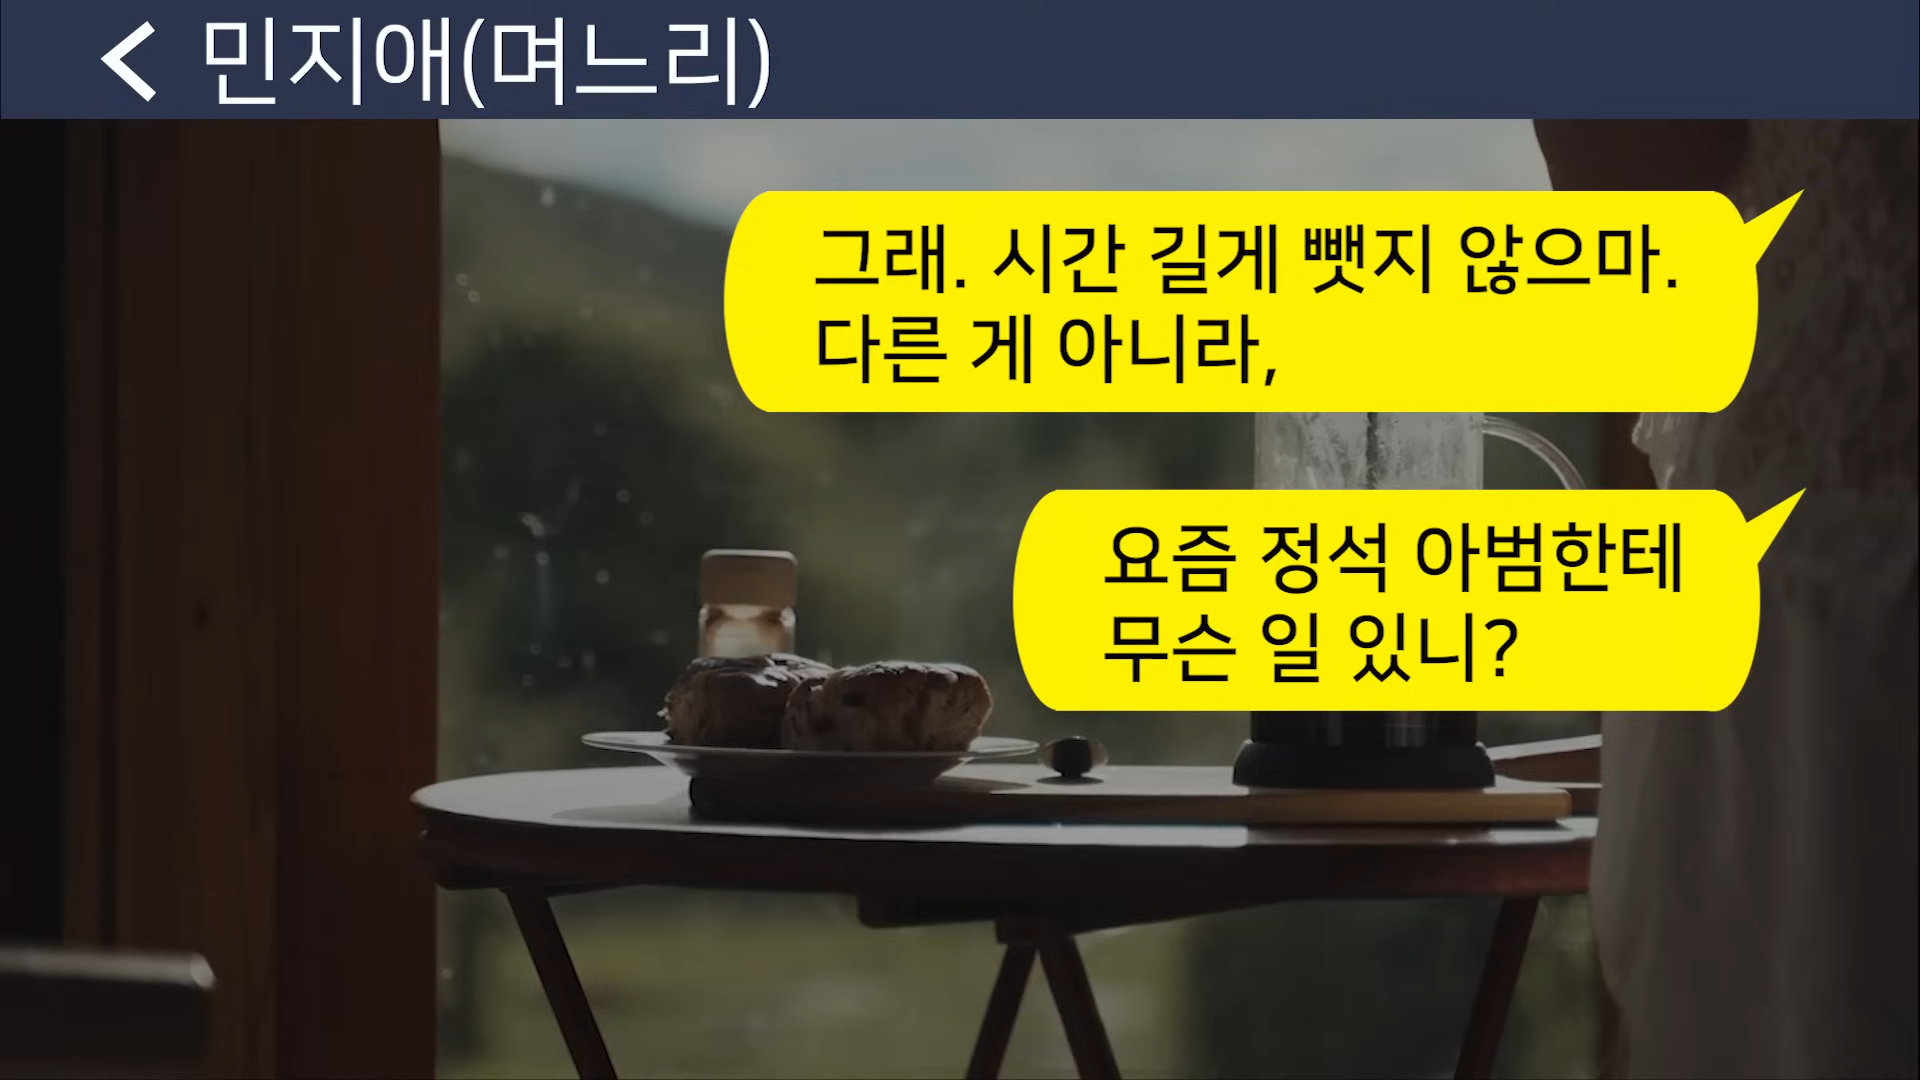 민지애(며느리)
그래. 시간 길게 뺏지 않으마.
다른 게 아니라,
요즘 정석 아범한테
무슨 일 있니?